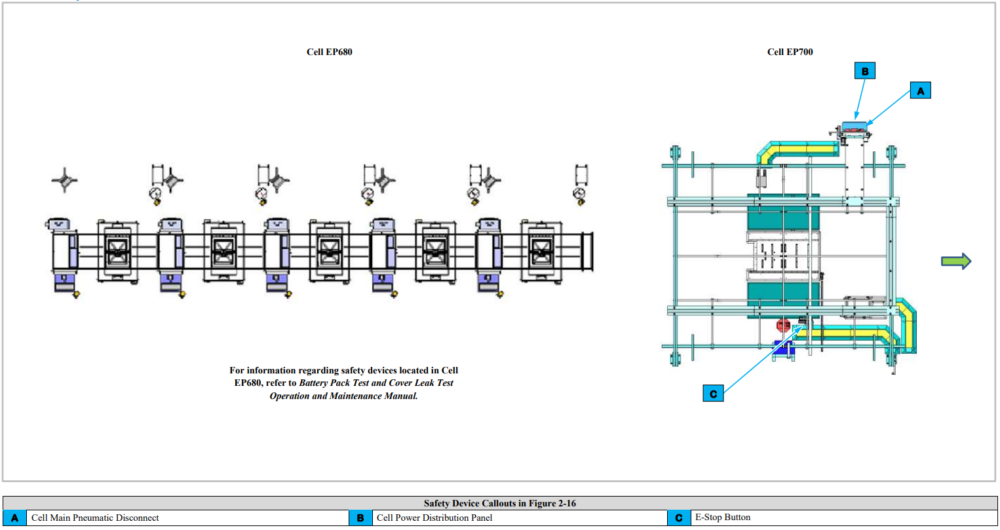 Cell EP680
Cell EP700
B
A
For information regarding safety devices located in Cell
EP680, refer to Battery Pack Test and Cover Leak Test
Operation and Maintenance Manual.
C
Safety Device Callouts in Figure 2-16
A Cell Main Pneumatic Disconnect B Cell Power Distribution Panel C E-Stop Button